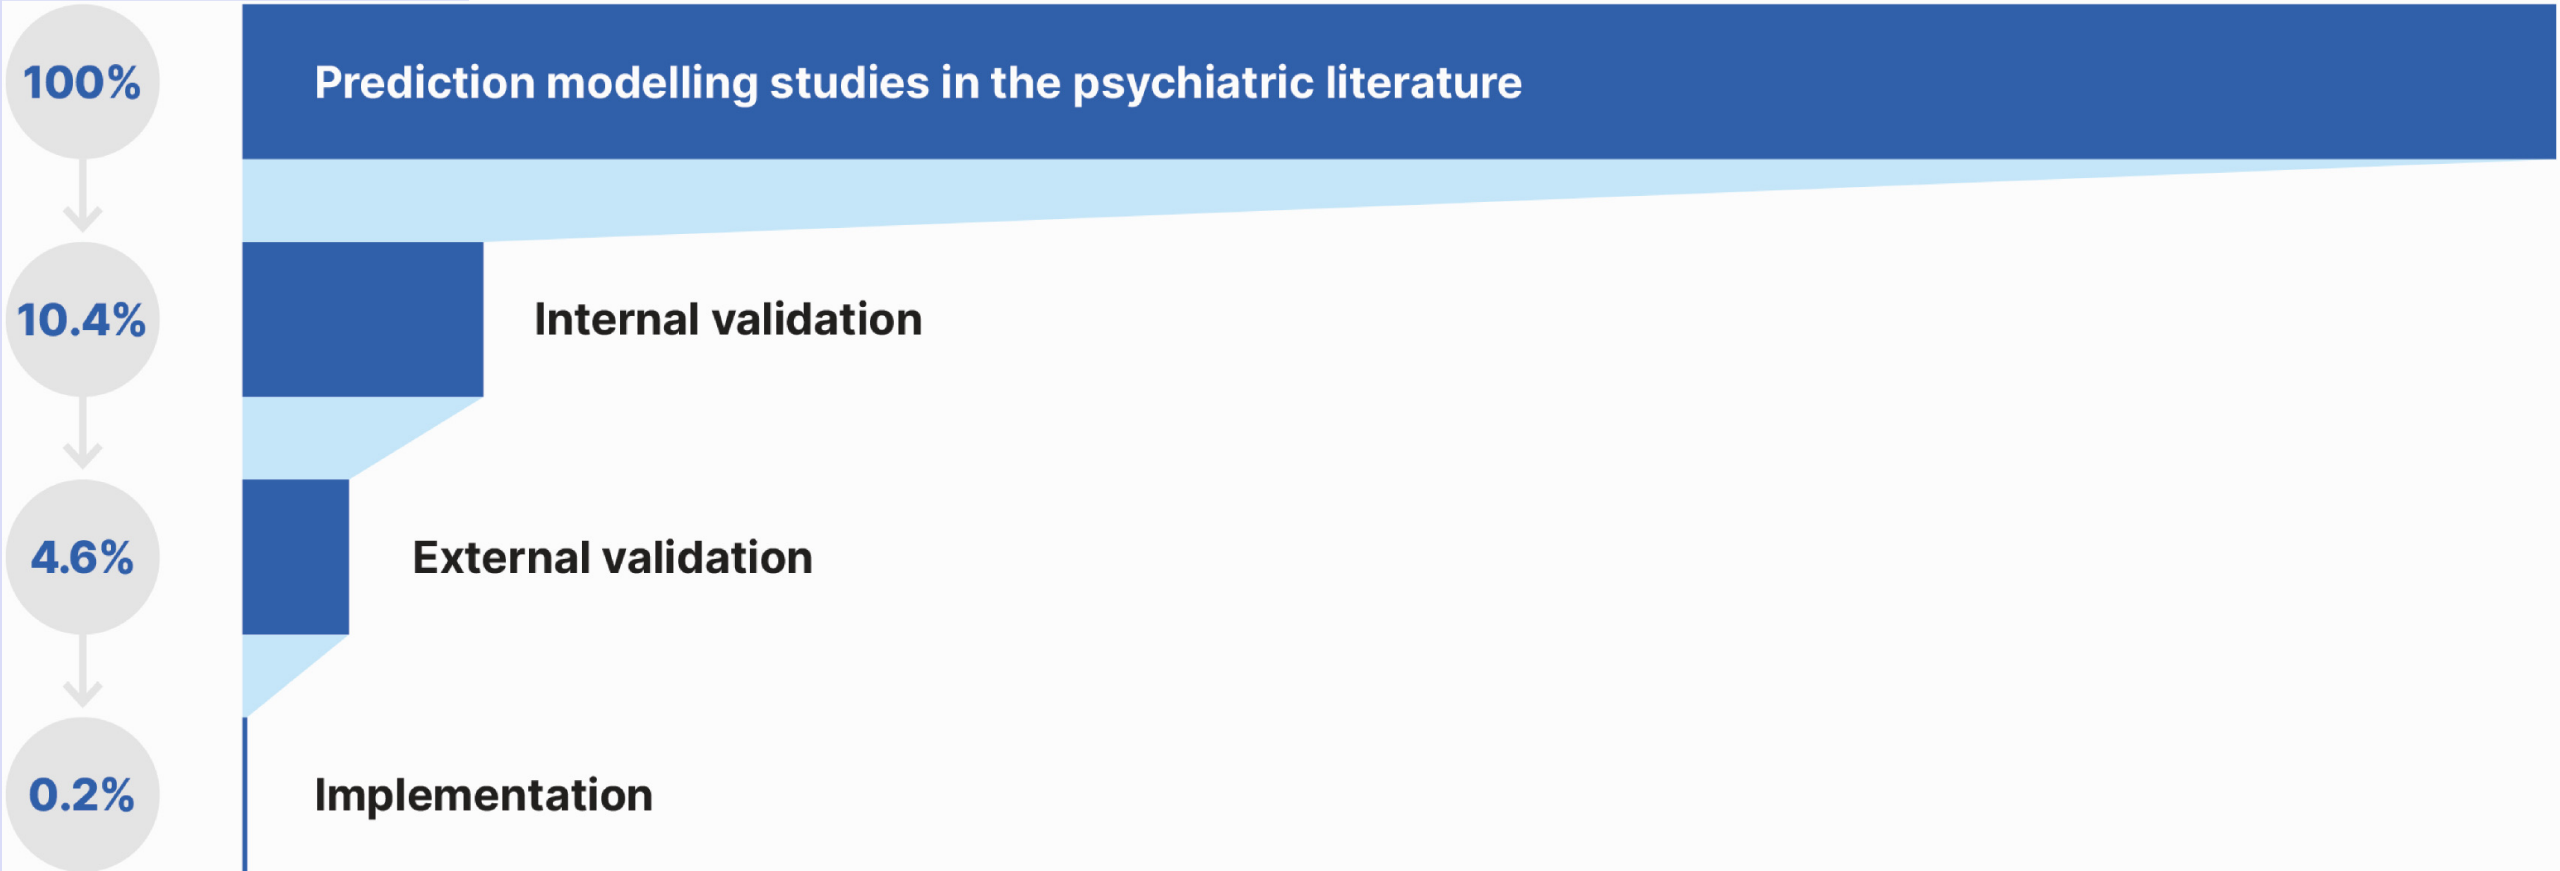 100%
Prediction modelling studies in the psychiatric literature
10.4%
Internal validation
4.6%
External validation
0.2%
Implementation